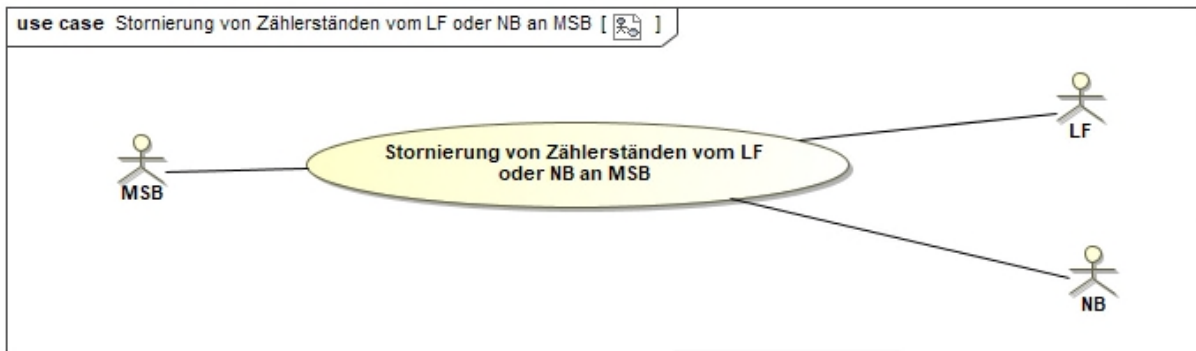 use case Stornierung von Zählerständen vom LF oder NB an MSB [ ]
LF
Stornierung von Zählerständen vom LF
oder NB an MSB
MSB
NB